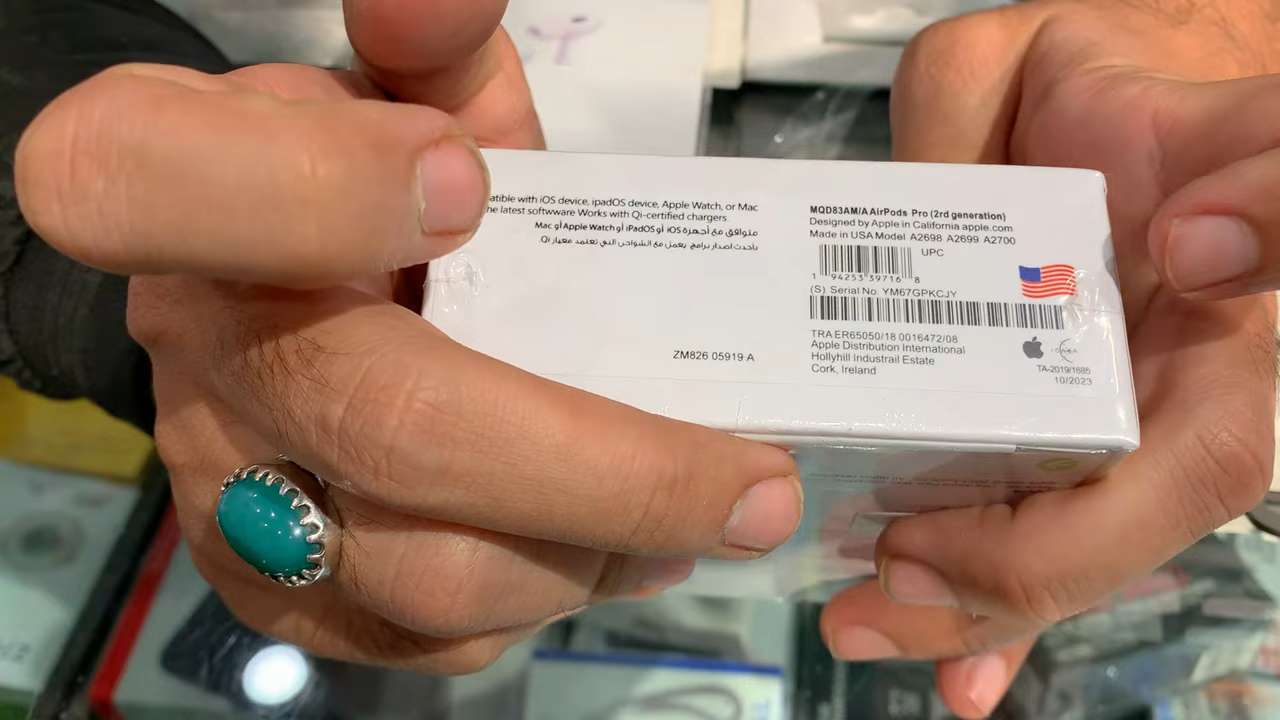 atible with iOS device, ipadOS device, Apple Watch, or Mac
he latest softwware Works with Qi-certified chargers.
متوافق مع أجهزة iOS أو iPadOS أو Apple Watch أو Mac
بأحدث اصدار برامج يعمل مع الشواحن التي تعتمد معيار Qi.
ZM826 05919 A
MQD83AM/A AirPods Pro (2rd generation)
Designed by Apple in California apple.com
Made in USA Model A2698 A2699 A2700
UPC
1 94253 39716 8
(S) Serial No. YM67GPKCJY
TRA ER65050/18 0016472/08
Apple Distribution International
Hollyhill Industrail Estate
Cork, Ireland
TA-2019/1685
10/2023